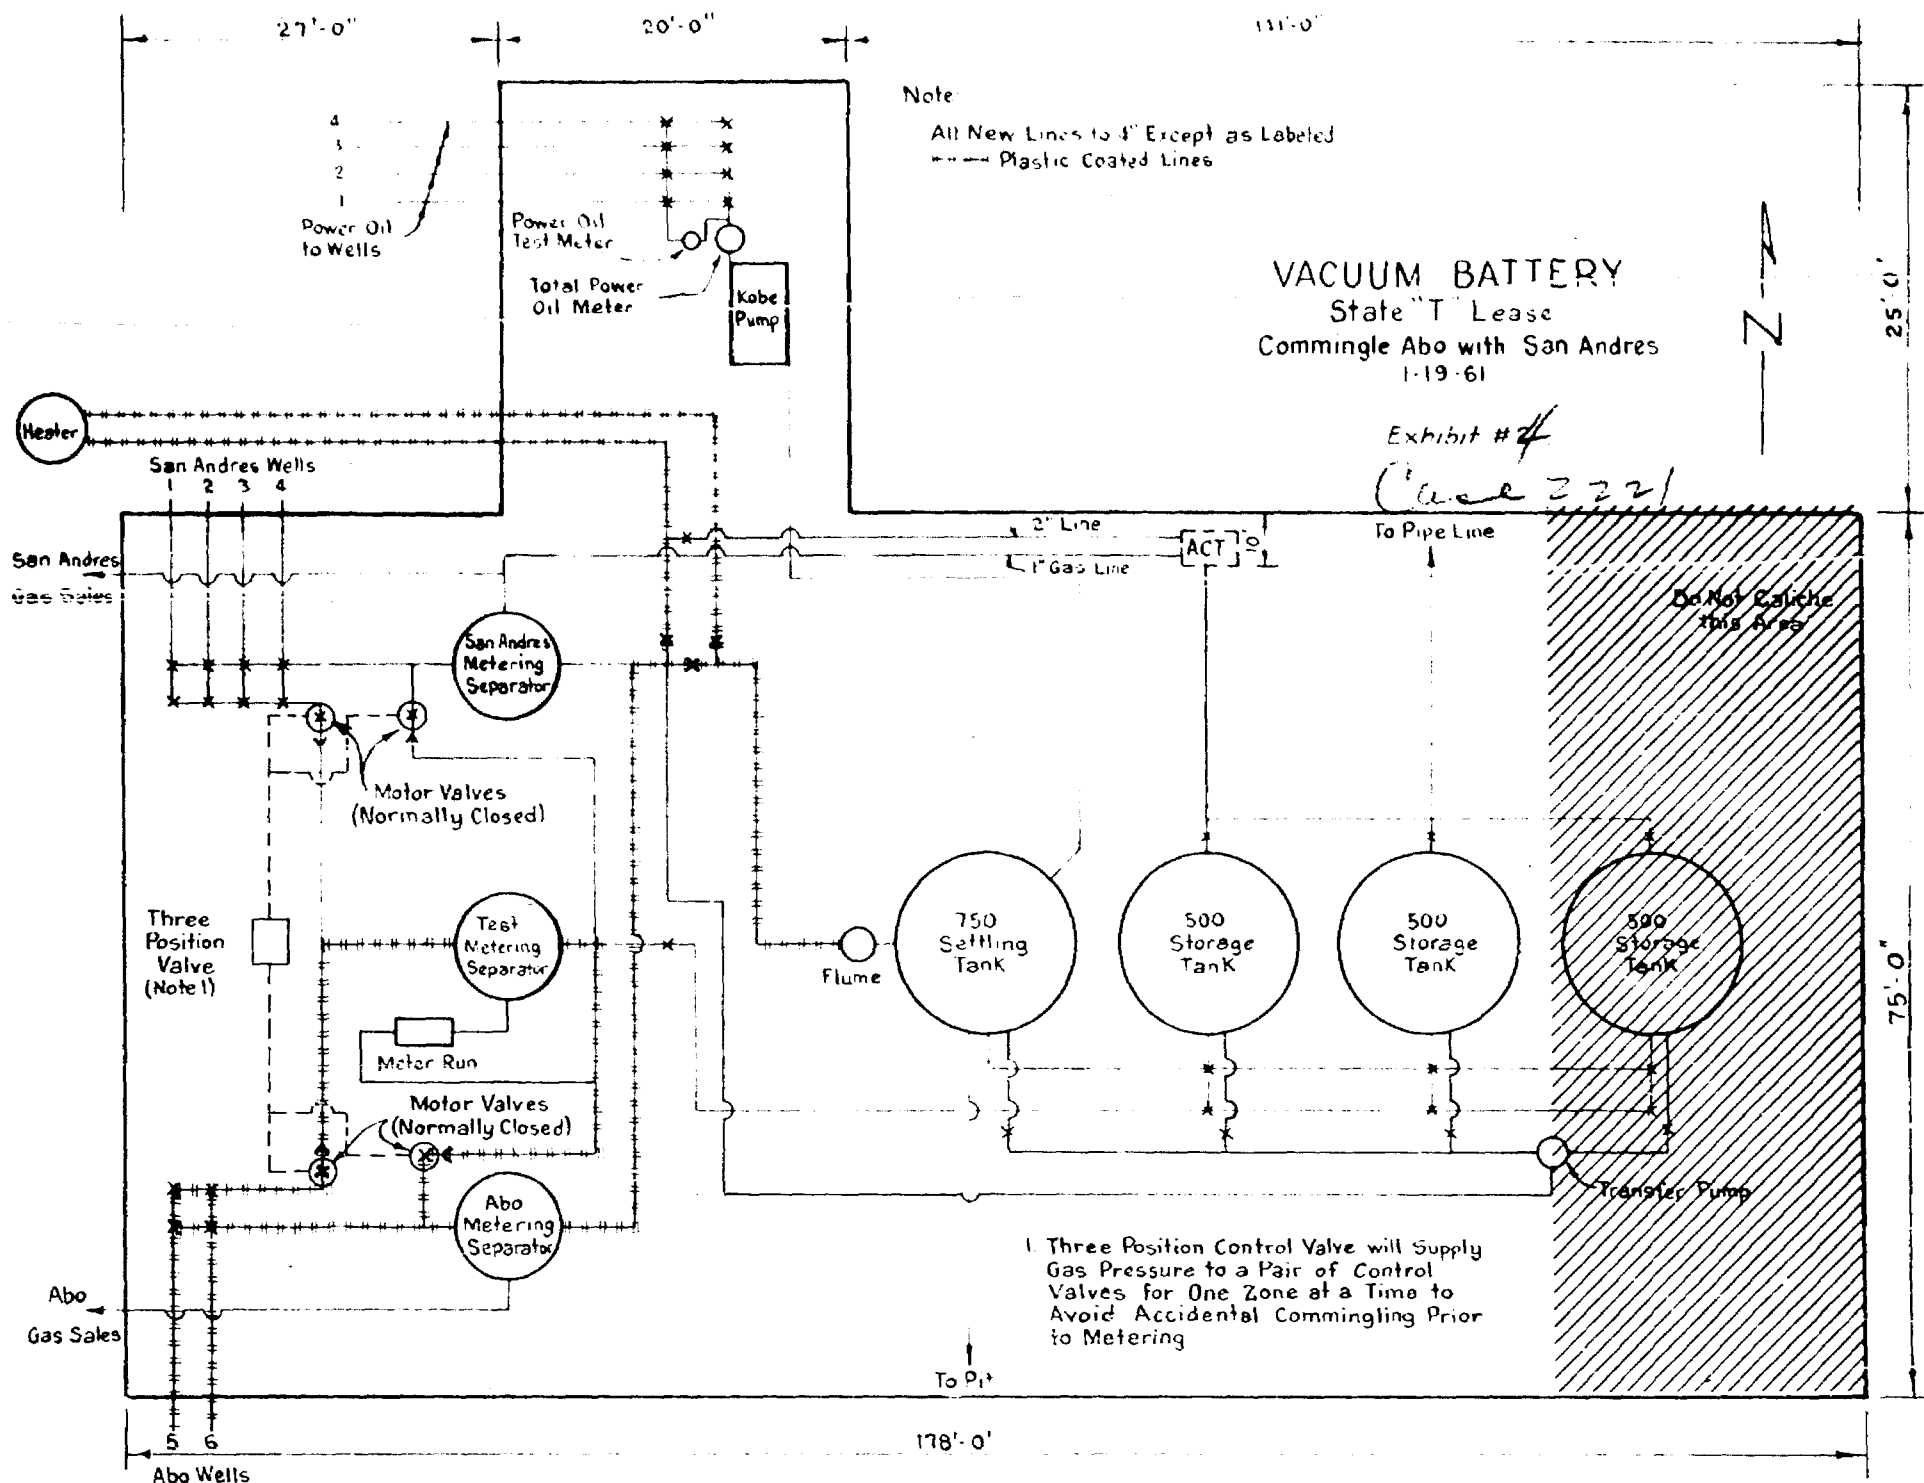 27'-0"
20'-0"
Note
All New Lines to 4" Except as Labeled
Plastic Coated Lines
4
3
2
1
Power Oil
to Wells
Power Oil
Test Meter
Total Power
Oil Meter
Kobe
Pump
VACUUM BATTERY
State "T" Lease
Commingle Abo with San Andres
1-19-61
Exhibit #4
Case 2221
N
25'-0'
Heater
San Andres Wells
1 2 3 4
San Andres
Gas Sales
2" Line
1" Gas Line
ACT
10
To Pipe Line
Do Not Caliche
this Area
San Andres
Metering
Separator
Motor Valves
(Normally Closed)
Three
Position
Valve
(Note 1)
Test
Metering
Separator
Meter Run
Flume
750
Settling
Tank
500
Storage
Tank
500
Storage
Tank
500
Storage
Tank
75'-0"
Motor Valves
(Normally Closed)
Abo
Metering
Separator
Transfer Pump
Abo
Gas Sales
1. Three Position Control Valve will Supply
Gas Pressure to a Pair of Control
Valves for One Zone at a Time to
Avoid Accidental Commingling Prior
to Metering
To Pit
5 6
Abo Wells
178'-0'